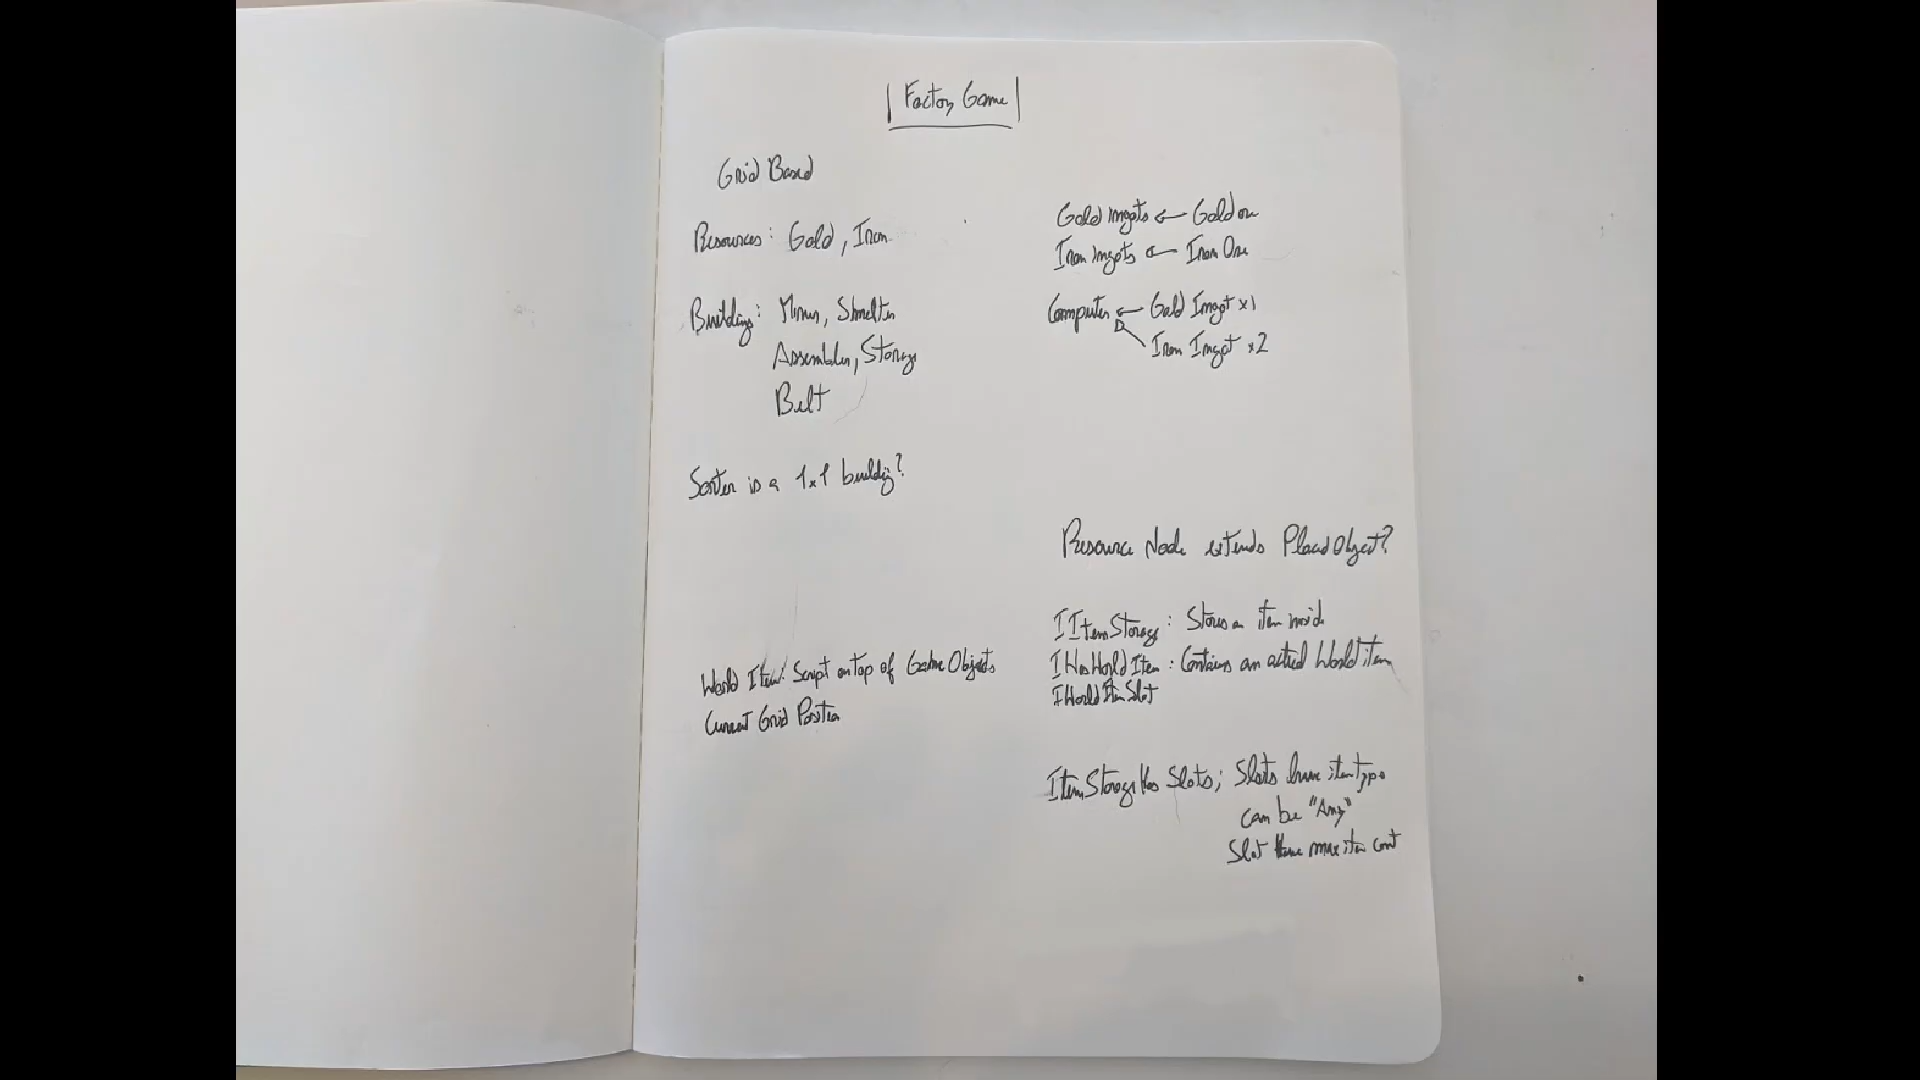 Factory Game
Grid Based
Resources: Gold, Iron
Buildings: Miner, Smelter
Assembler, Storage
Belt
Sorter is a 1x1 building?
World Item: Script on top of Game Objects
Current Grid Position
Gold Ingots ← Gold Ore
Iron Ingots ← Iron Ore
Computer ← Gold Ingot x1
Iron Ingot x2
Resource Node extends PlacedObject?
IItemStorage: Stores an item inside
IHasWorldItem: Contains an actual World item
IWorldItemSlot
ItemStorage Has Slots; Slots have item type
can be "Any"
Slot have max item count